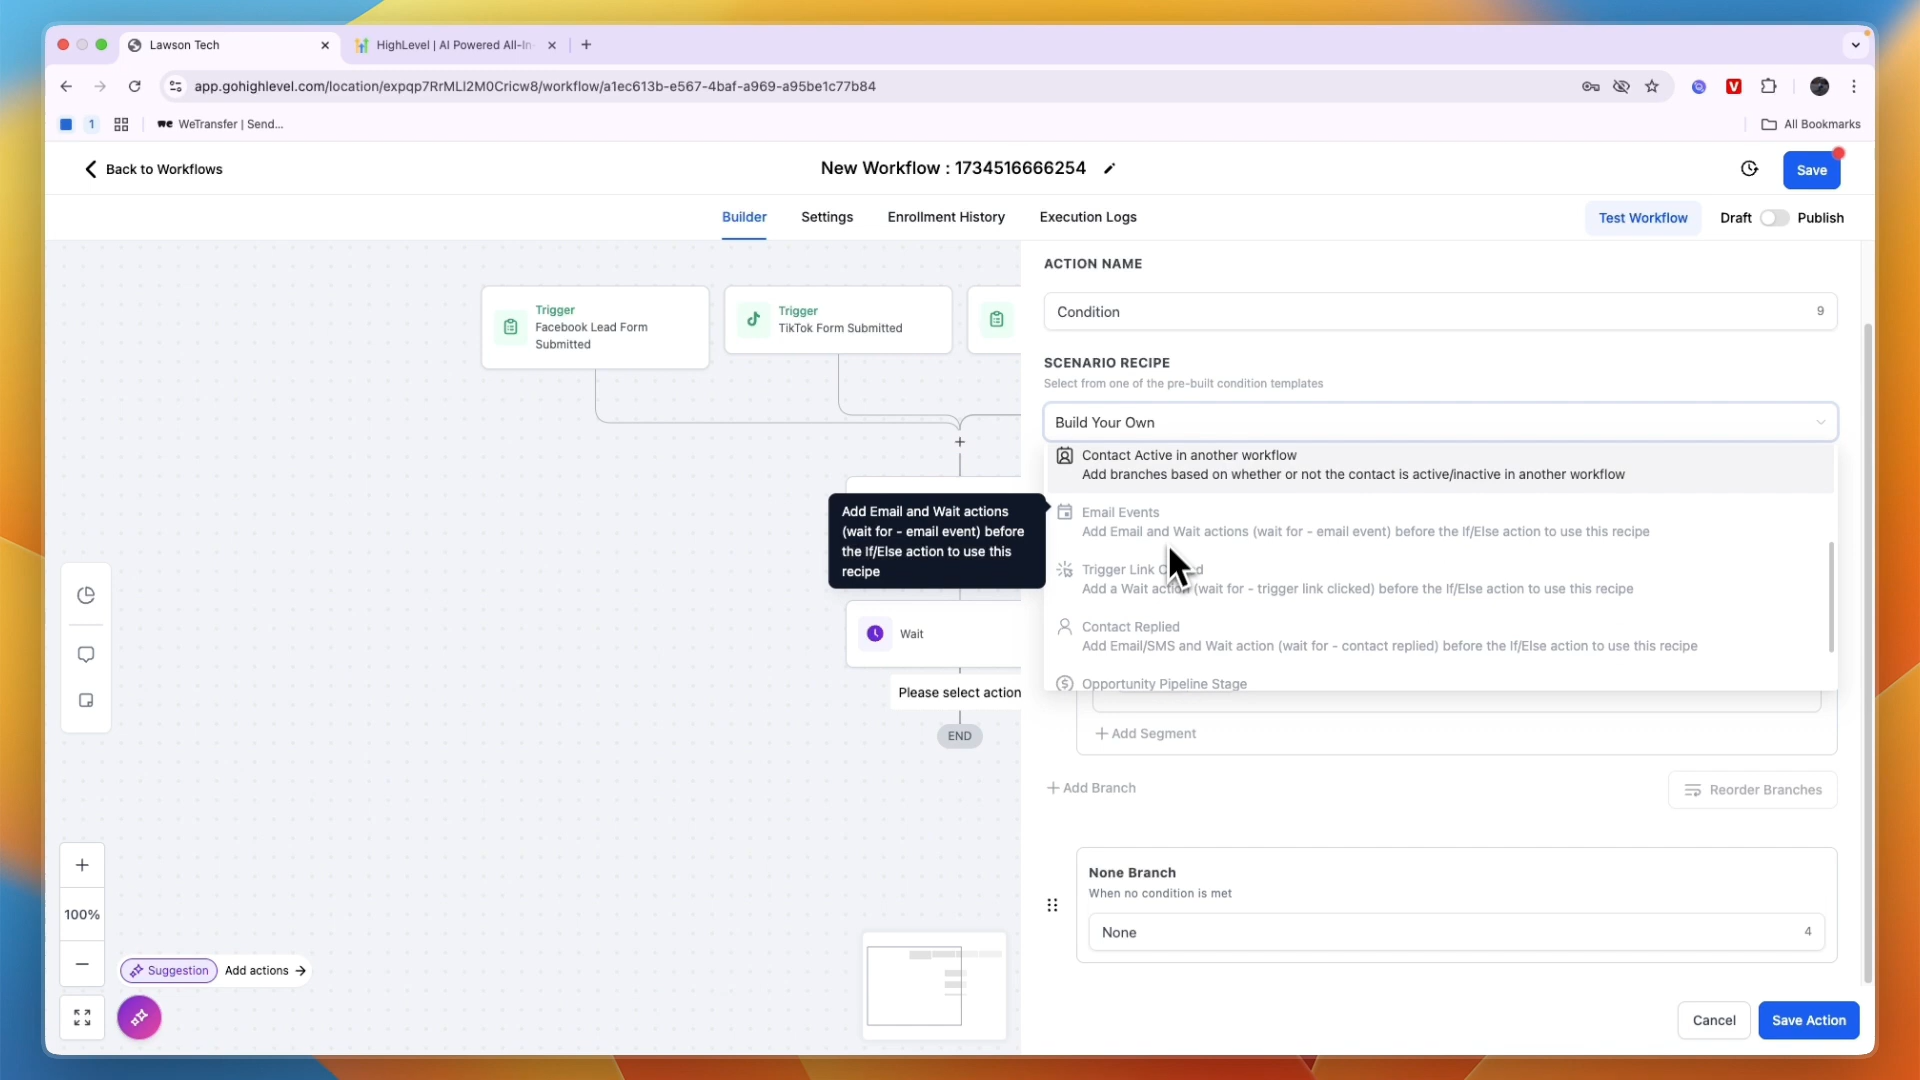 Lawson Tech
HighLevel | AI Powered All-In
app.gohighlevel.com/location/expqp7RrMLI2M0Cricw8/workflow/a1ec613b-e567-4baf-a969-a95be1c77b84
1
WeTransfer | Send...
All Bookmarks
Back to Workflows
New Workflow : 1734516666254
Save
Builder
Settings
Enrollment History
Execution Logs
Test Workflow
Draft
Publish
Trigger
Facebook Lead Form
Submitted
Trigger
TikTok Form Submitted
ACTION NAME
Condition
9
SCENARIO RECIPE
Select from one of the pre-built condition templates
Build Your Own
Contact Active in another workflow
Add branches based on whether or not the contact is active/inactive in another workflow
Email Events
Add Email and Wait actions (wait for - email event) before the If/Else action to use this recipe
Add Email and Wait actions
(wait for - email event) before
the If/Else action to use this
recipe
Trigger Link
Add a Wait action (wait for - trigger link clicked) before the If/Else action to use this recipe
Contact Replied
Add Email/SMS and Wait action (wait for - contact replied) before the If/Else action to use this recipe
Opportunity Pipeline Stage
Wait
Please select action
END
Add Segment
Add Branch
Reorder Branches
None Branch
When no condition is met
None
4
100%
Suggestion
Add actions
Cancel
Save Action